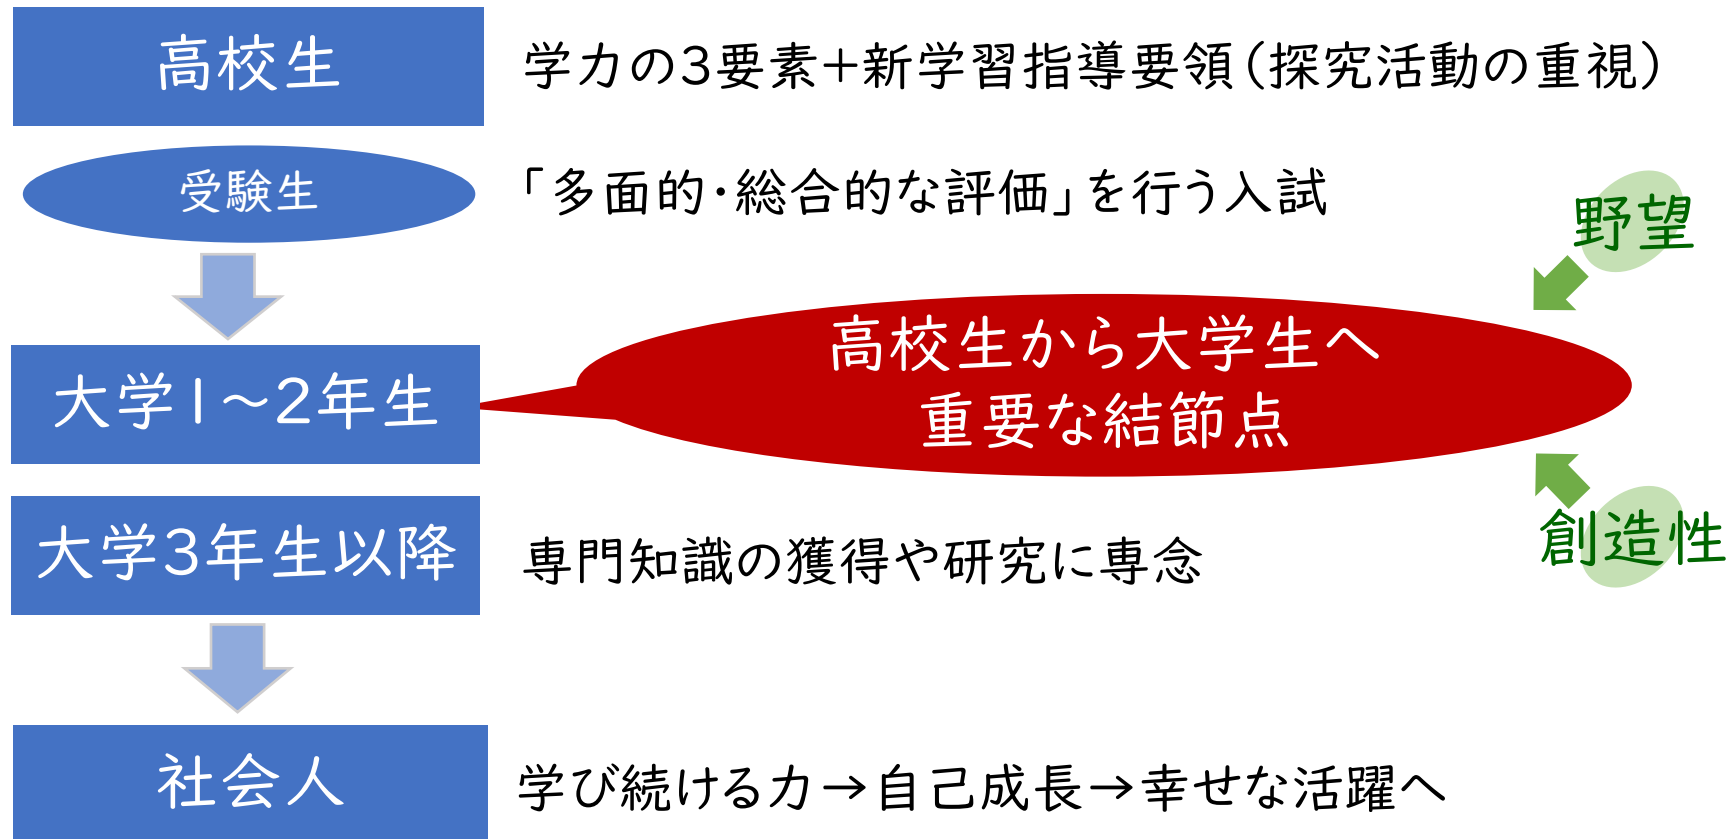 高校生
学力の3要素+新学習指導要領(探究活動の重視)
受験生
「多面的・総合的な評価」を行う入試
野望
高校生から大学生へ
重要な結節点
大学1~2年生
創造性
大学3年生以降
専門知識の獲得や研究に専念
社会人
学び続ける力→自己成長→幸せな活躍へ